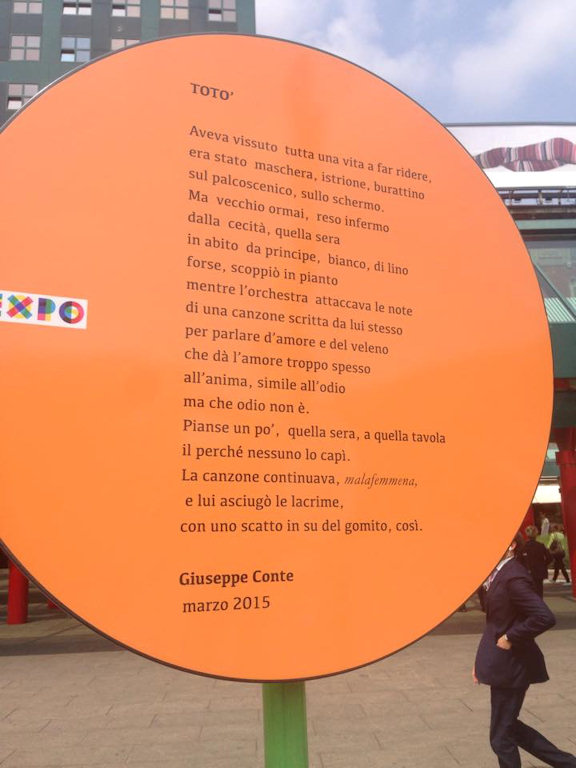 TOTO'
Aveva vissuto tutta una vita a far ridere,
era stato maschera, istrione, burattino
sul palcoscenico, sullo schermo.
Ma vecchio ormai, reso infermo
dalla cecità, quella sera
in abito da principe, bianco, di lino
forse, scoppiò in pianto
mentre l'orchestra attaccava le note
di una canzone scritta da lui stesso
per parlare d'amore e del veleno
che dà l'amore troppo spesso
all'anima, simile all'odio
ma che odio non è.
Pianse un po', quella sera, a quella tavola
il perché nessuno lo capì.
La canzone continuava, malafemmena,
e lui asciugò le lacrime,
con uno scatto in su del gomito, così.
Giuseppe Conte
marzo 2015
EXPO